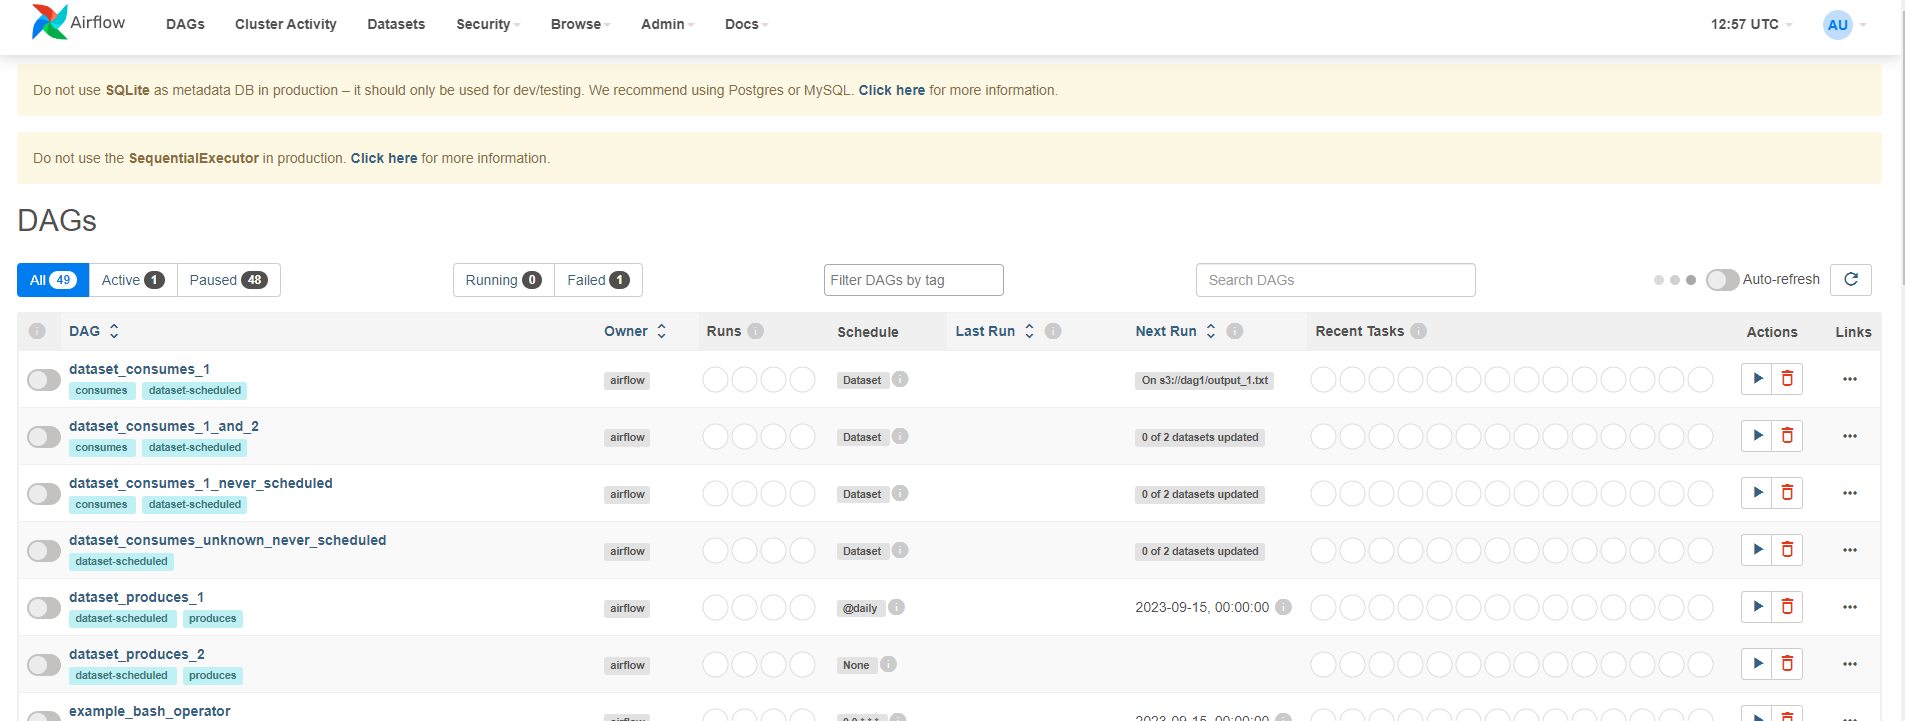 Airflow DAGs Cluster Activity Datasets Security Browse Admin Docs 12:57 UTC AU
Do not use SQLite as metadata DB in production – it should only be used for dev/testing. We recommend using Postgres or MySQL. Click here for more information.
Do not use the SequentialExecutor in production. Click here for more information.
DAGs
All 49 Active 1 Paused 48 Running 0 Failed 1 Filter DAGs by tag Search DAGs Auto-refresh
i DAG Owner Runs i Schedule Last Run i Next Run i Recent Tasks i Actions Links
dataset_consumes_1
consumes dataset-scheduled airflow Dataset i On s3://dag1/output_1.txt
dataset_consumes_1_and_2
consumes dataset-scheduled airflow Dataset i 0 of 2 datasets updated
dataset_consumes_1_never_scheduled
consumes dataset-scheduled airflow Dataset i 0 of 2 datasets updated
dataset_consumes_unknown_never_scheduled
dataset-scheduled airflow Dataset i 0 of 2 datasets updated
dataset_produces_1
dataset-scheduled produces airflow @daily i 2023-09-15, 00:00:00 i
dataset_produces_2
dataset-scheduled produces airflow None i
example_bash_operator
airflow 2023-09-15, 00:00:00